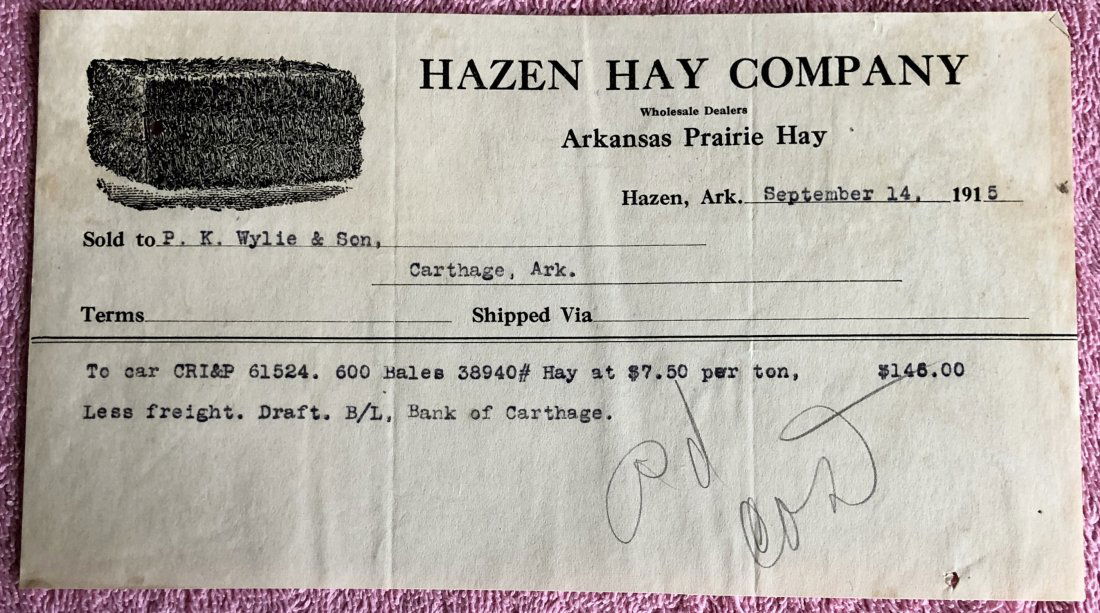 HAZEN HAY COMPANY
Wholesale Dealers
Arkansas Prairie Hay
Hazen, Ark. September 14, 1915
Sold to P. K. Wylie & Son,
Carthage, Ark.
Terms Shipped Via
To car CRI&P 61524. 600 Bales 38940# Hay at $7.50 per ton, $146.00
Less freight. Draft. B/L, Bank of Carthage.